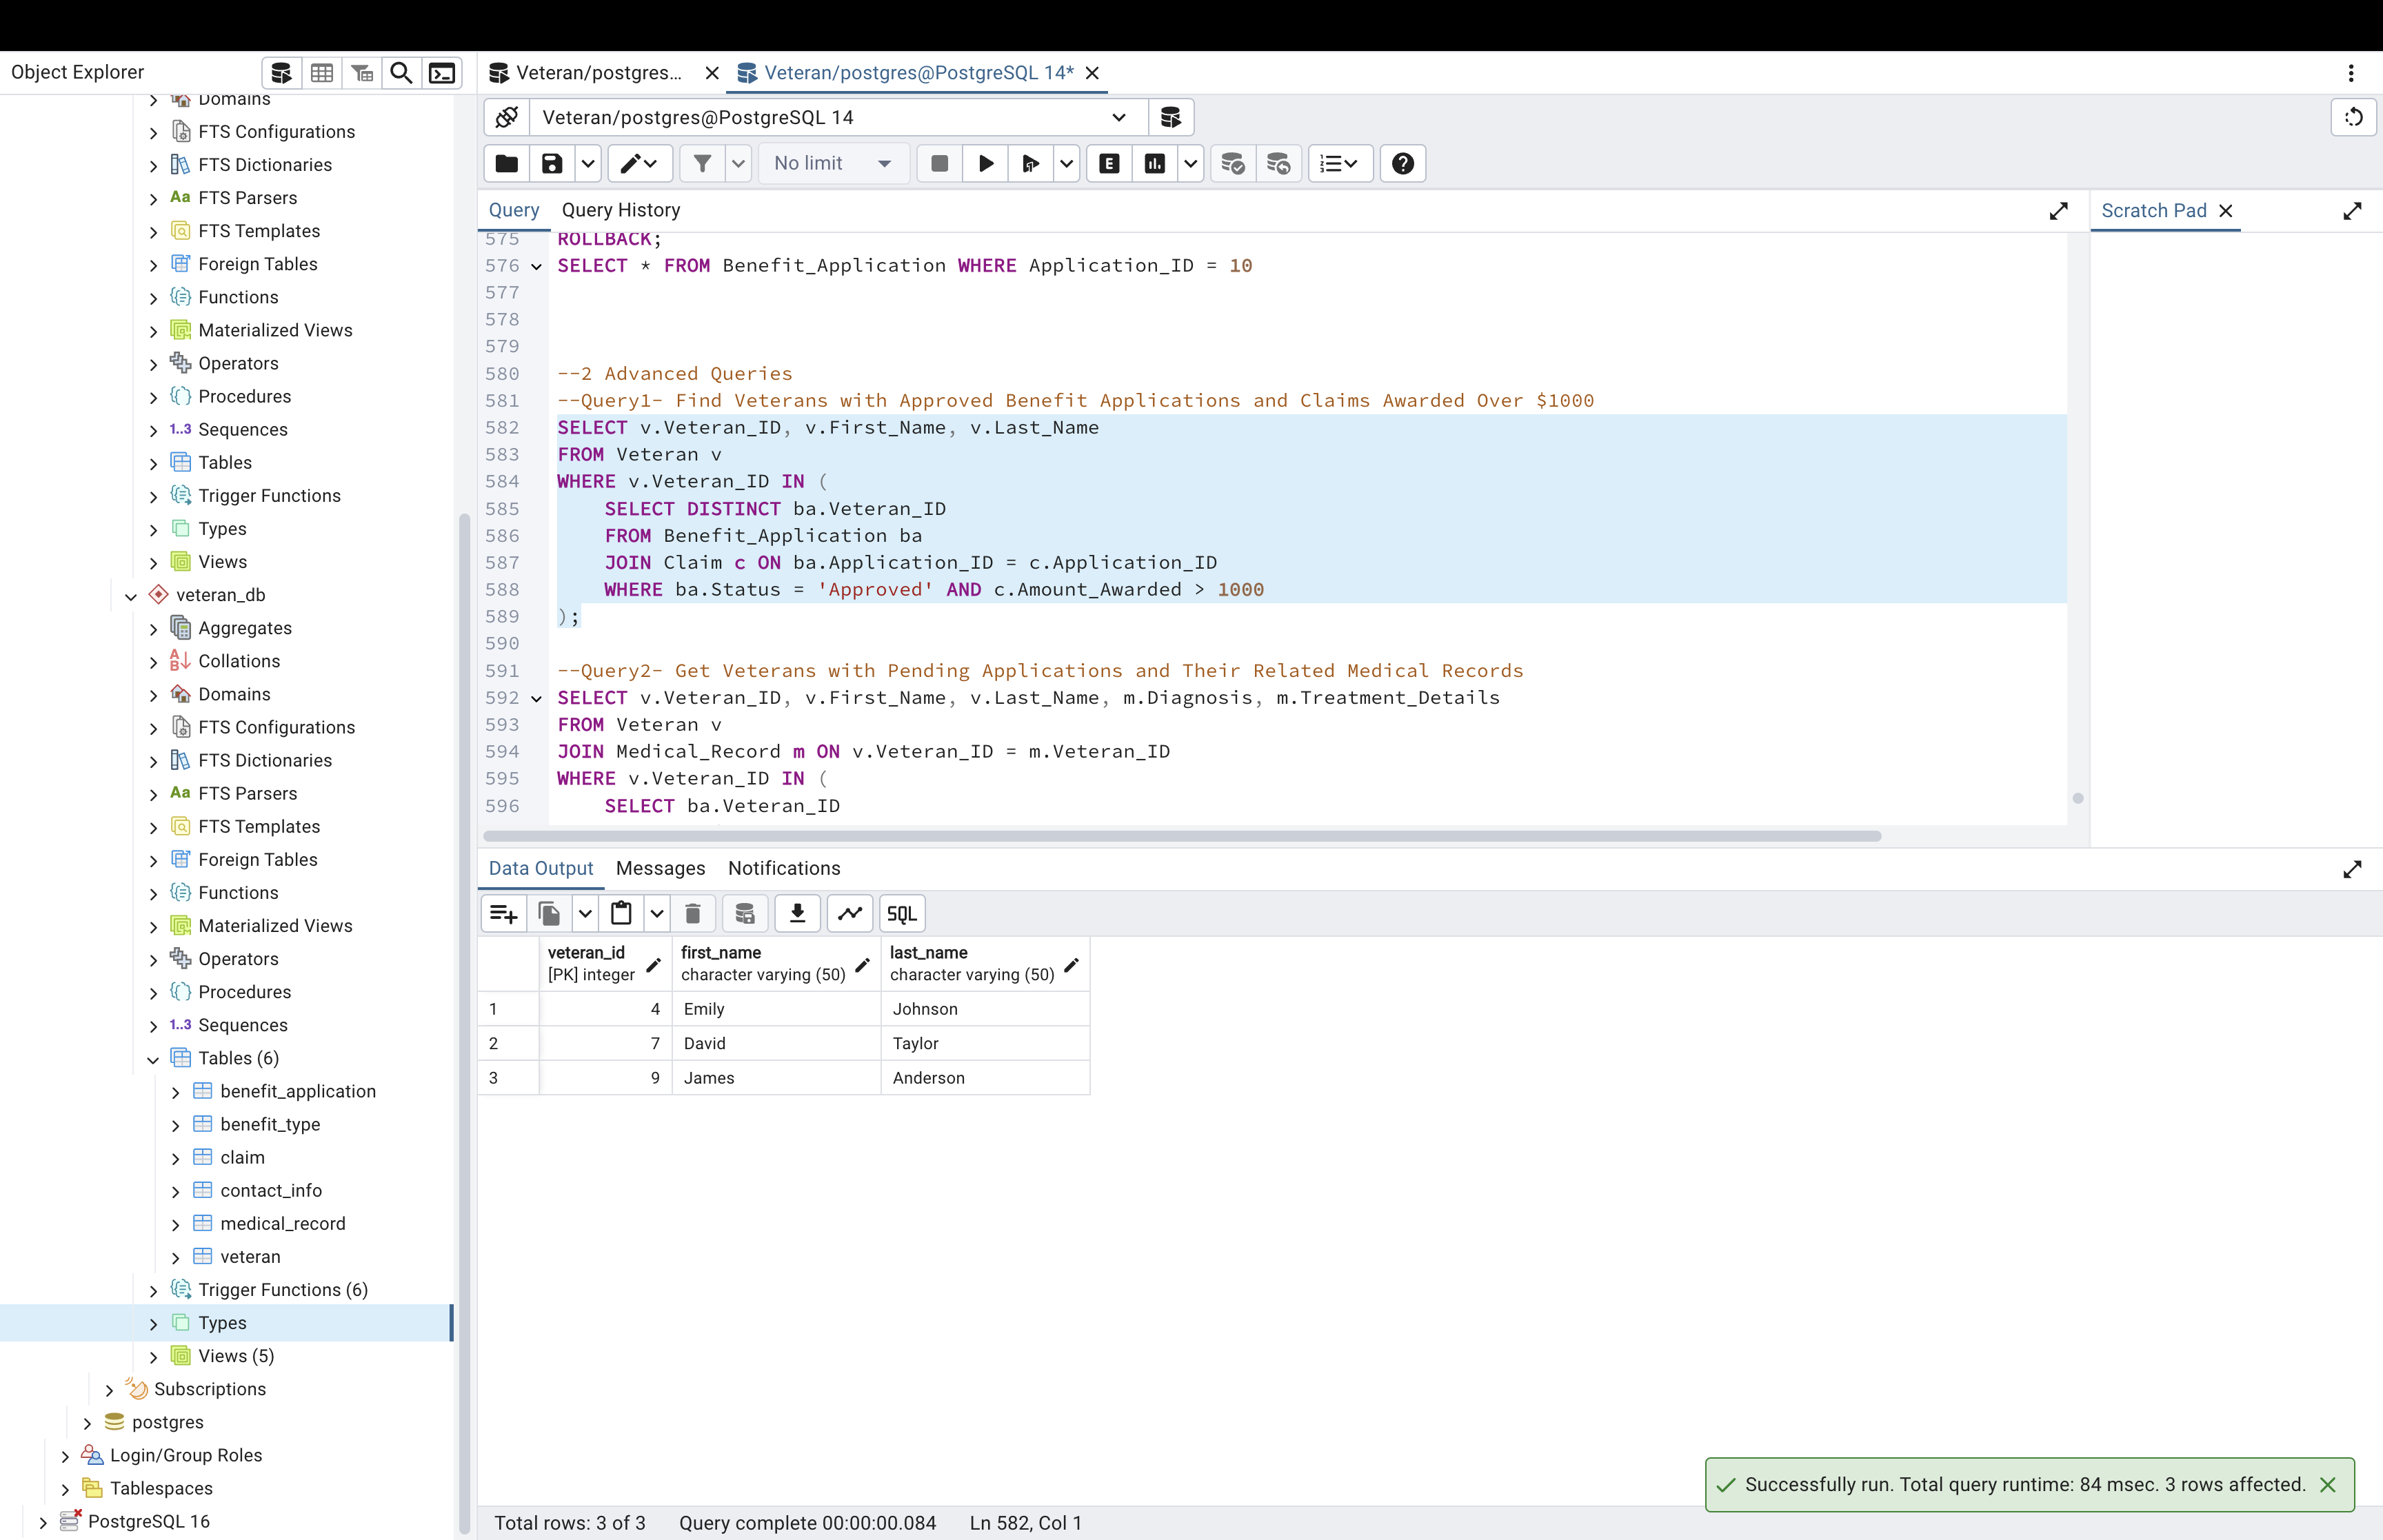 Object Explorer
Domains
FTS Configurations
FTS Dictionaries
Aa FTS Parsers
FTS Templates
Foreign Tables
Functions
Materialized Views
Operators
Procedures
1..3 Sequences
Tables
Trigger Functions
Types
Views
veteran_db
Aggregates
Collations
Domains
FTS Configurations
FTS Dictionaries
Aa FTS Parsers
FTS Templates
Foreign Tables
Functions
Materialized Views
Operators
Procedures
1..3 Sequences
Tables (6)
benefit_application
benefit_type
claim
contact_info
medical_record
veteran
Trigger Functions (6)
Types
Views (5)
Subscriptions
postgres
Login/Group Roles
Tablespaces
PostgreSQL 16
Veteran/postgres...
Veteran/postgres@PostgreSQL 14*
Veteran/postgres@PostgreSQL 14
No limit
E
Query Query History
Scratch Pad
575 ROLLBACK;
576 SELECT * FROM Benefit_Application WHERE Application_ID = 10
577
578
579
580 --2 Advanced Queries
581 --Query1- Find Veterans with Approved Benefit Applications and Claims Awarded Over $1000
582 SELECT v.Veteran_ID, v.First_Name, v.Last_Name
583 FROM Veteran v
584 WHERE v.Veteran_ID IN (
585 SELECT DISTINCT ba.Veteran_ID
586 FROM Benefit_Application ba
587 JOIN Claim c ON ba.Application_ID = c.Application_ID
588 WHERE ba.Status = 'Approved' AND c.Amount_Awarded > 1000
589 );
590
591 --Query2- Get Veterans with Pending Applications and Their Related Medical Records
592 SELECT v.Veteran_ID, v.First_Name, v.Last_Name, m.Diagnosis, m.Treatment_Details
593 FROM Veteran v
594 JOIN Medical_Record m ON v.Veteran_ID = m.Veteran_ID
595 WHERE v.Veteran_ID IN (
596 SELECT ba.Veteran_ID
Data Output Messages Notifications
SQL
veteran_id first_name last_name
[PK] integer character varying (50) character varying (50)
1 4 Emily Johnson
2 7 David Taylor
3 9 James Anderson
Successfully run. Total query runtime: 84 msec. 3 rows affected.
Total rows: 3 of 3 Query complete 00:00:00.084 Ln 582, Col 1